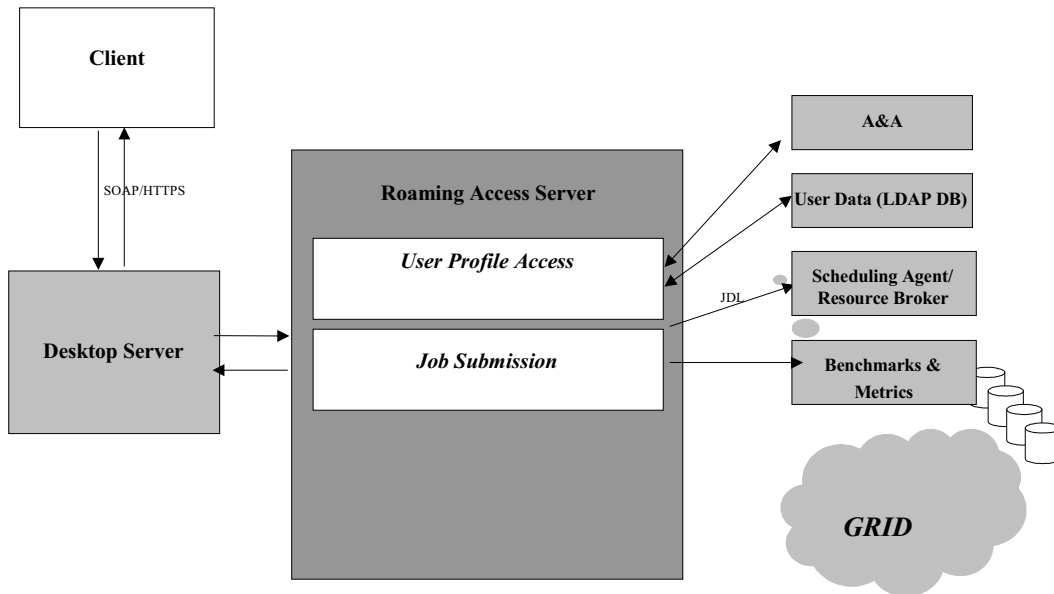 Client
SOAP/HTTPS
Desktop Server
Roaming Access Server
User Profile Access
Job Submission
JDL
A&A
User Data (LDAP DB)
Scheduling Agent/
Resource Broker
Benchmarks &
Metrics
GRID